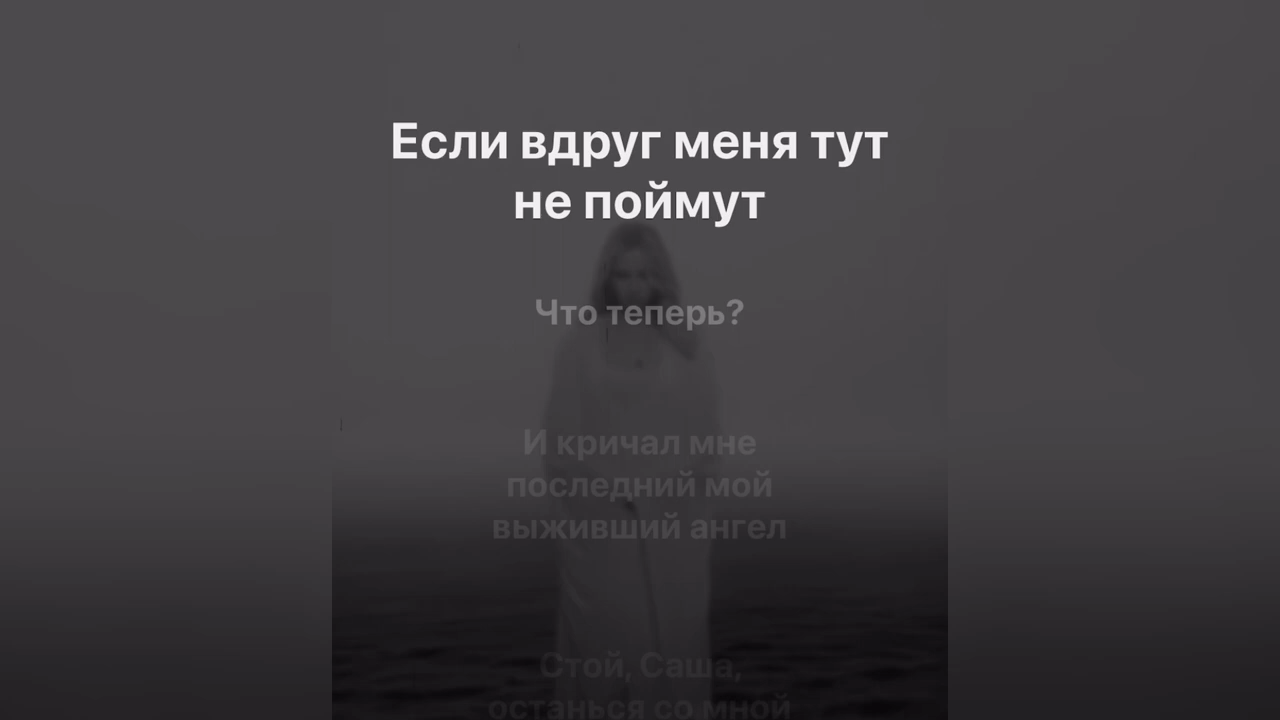 Если вдруг меня тут
не поймут
Что теперь?
И кричал мне
последний мой
выживший ангел
Стой, Саша,
останься со мной